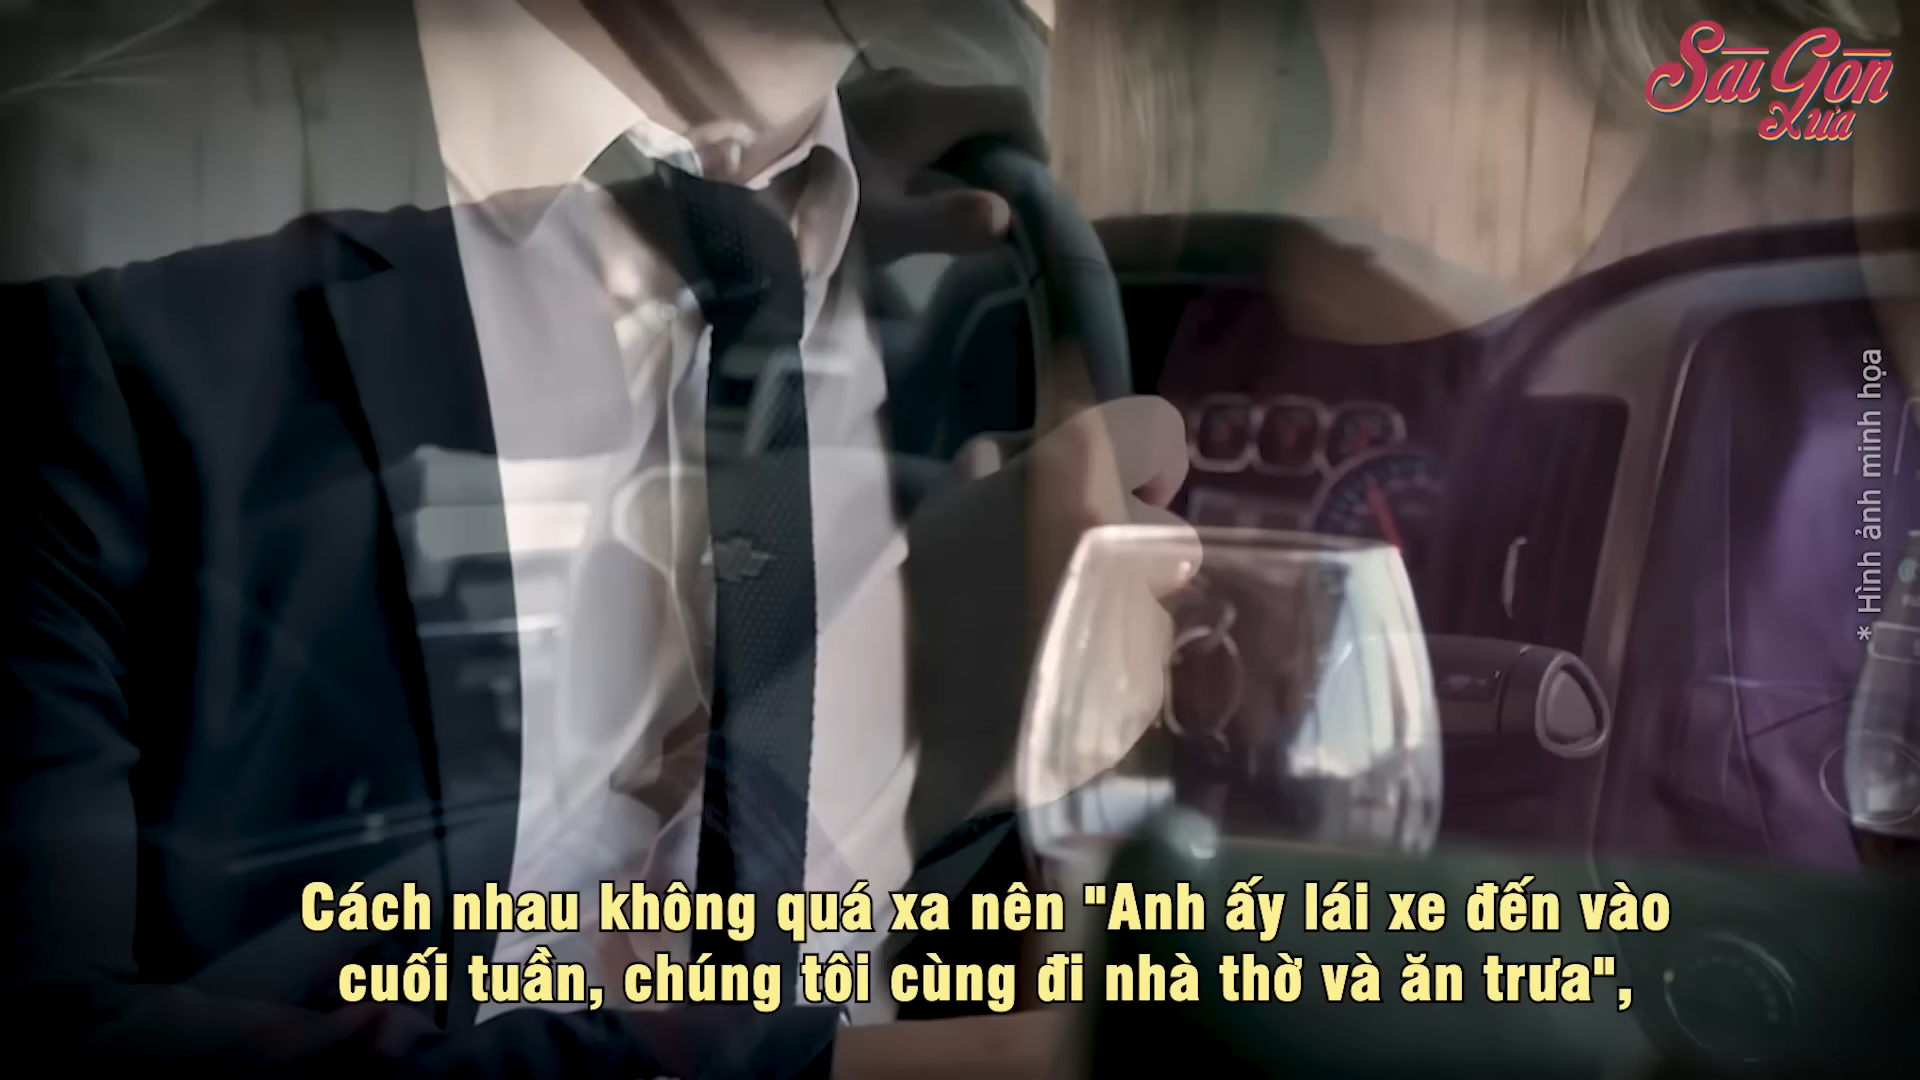 Sài Gòn
Xưa
* Hình ảnh minh họa
Cách nhau không quá xa nên "Anh ấy lái xe đến vào
cuối tuần, chúng tôi cùng đi nhà thờ và ăn trưa",